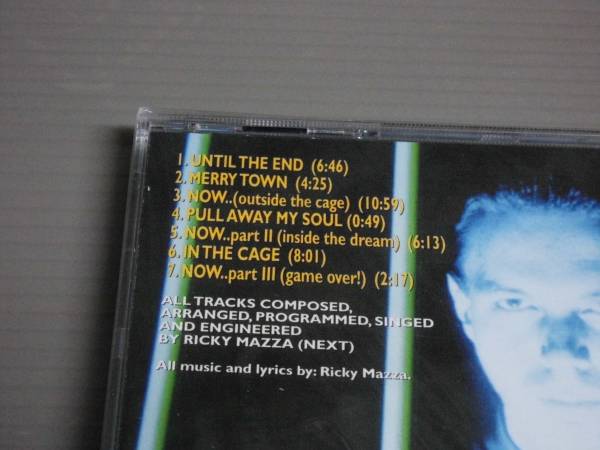 1. UNTIL THE END (6:46)
2. MERRY TOWN (4:25)
3. NOW..(outside the cage) (10:59)
4. PULL AWAY MY SOUL (0:49)
5. NOW..part II (inside the dream) (6:13)
6. IN THE CAGE (8:01)
7. NOW..part III (game over!) (2:17)
ALL TRACKS COMPOSED,
ARRANGED, PROGRAMMED, SINGED
AND ENGINEERED
BY RICKY MAZZA (NEXT)
All music and lyrics by: Ricky Mazza.